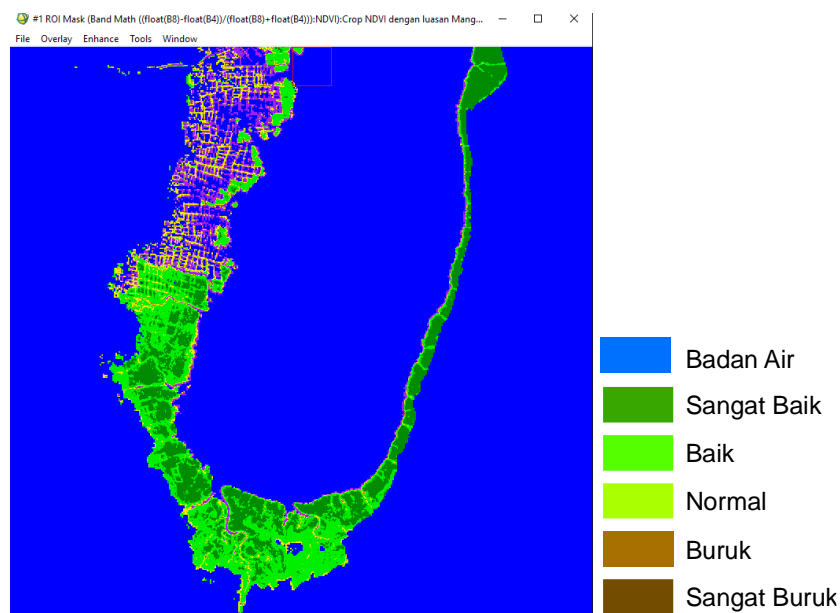 #1 ROI Mask (Band Math ((float(B8)-float(B4))/(float(B8)+float(B4))):NDVI):Crop NDVI dengan luasan Mang...
File Overlay Enhance Tools Window
Badan Air
Sangat Baik
Baik
Normal
Buruk
Sangat Buruk